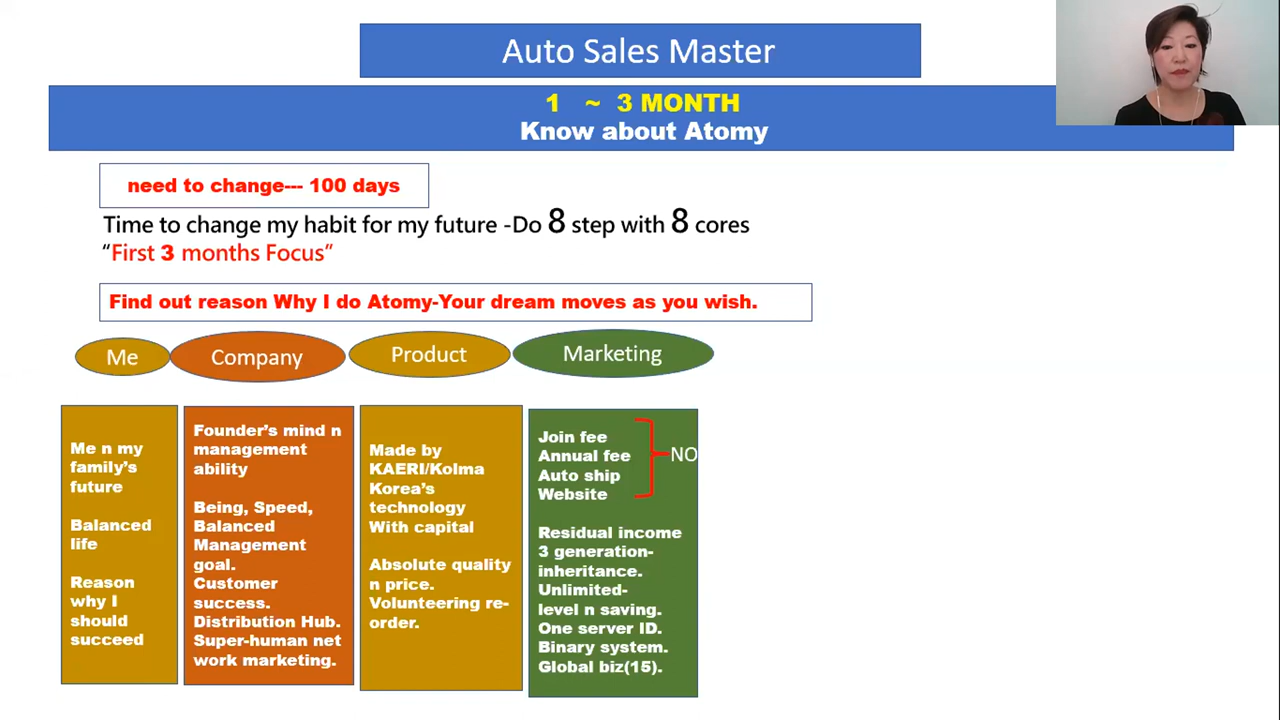 Auto Sales Master
1 ~ 3 MONTH
Know about Atomy
need to change--- 100 days
Time to change my habit for my future -Do 8 step with 8 cores
“First 3 months Focus”
Find out reason Why I do Atomy-Your dream moves as you wish.
Me
Company
Product
Marketing
Me n my
family’s
future
Balanced
life
Reason
why I
should
succeed
Founder's mind n
management
ability
Being, Speed,
Balanced
Management
goal.
Customer
success.
Distribution Hub.
Super-human net
work marketing.
Made by
KAERI/Kolma
Korea’s
technology
With capital
Absolute quality
n price.
Volunteering re-
order.
Join fee
Annual fee
Auto ship
Website
NO
Residual income
3 generation-
inheritance.
Unlimited-
level n saving.
One server ID.
Binary system.
Global biz(15).